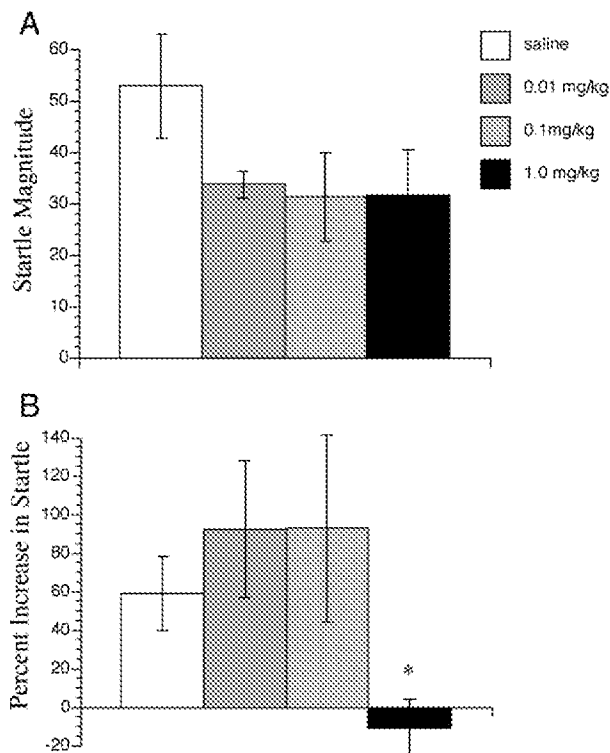 A
60
50
40
30
20
10
0
Startle Magnitude
saline
0.01 mg/kg
0.1mg/kg
1.0 mg/kg
B
140
120
100
80
60
40
20
0
-20
Percent Increase in Startle
*